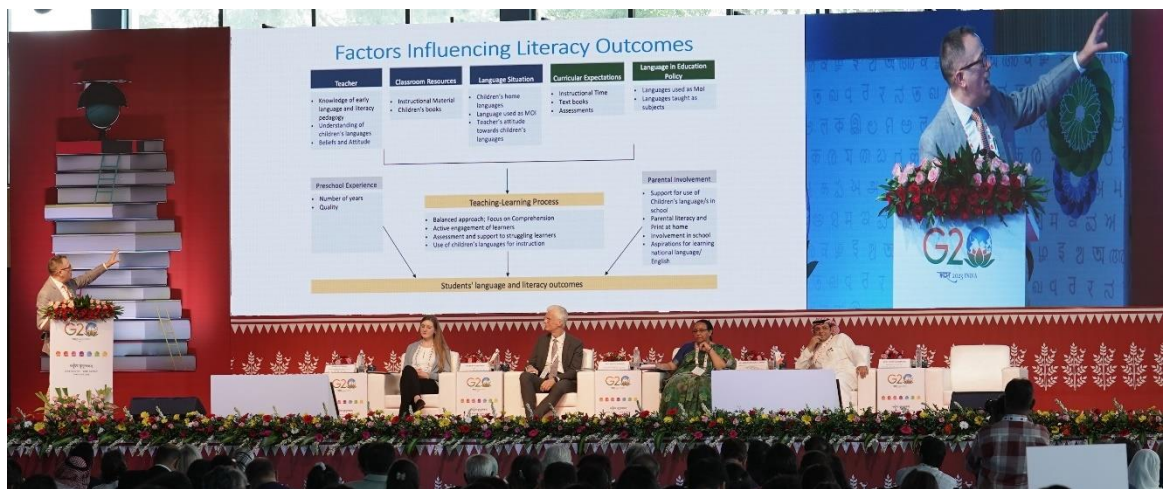 Factors Influencing Literacy Outcomes
Teacher
• Knowledge of early
language and literacy
pedagogy
• Understanding of
children's languages
• Beliefs and Attitude
Classroom Resources
• Instructional Material
• Children's books
Language Situation
• Children's home
languages
• Language used as MOI
• Teacher's attitude
towards children's
languages
Curricular Expectations
• Instructional Time
• Text books
• Assessments
Language in Education
Policy
• Languages used as MoI
• Languages taught as
subjects
Preschool Experience
• Number of years
• Quality
Teaching-Learning Process
• Balanced approach; Focus on Comprehension
• Active engagement of learners
• Assessment and support to struggling learners
• Use of children's languages for instruction
Parental Involvement
• Support for use of
Children's language/s in
school
• Parental literacy and
Print at home
• Involvement in school
• Aspirations for learning
national language/
English
Students' language and literacy outcomes
G20
भारत 2023 INDIA
G20
G20
G20
G20
G20